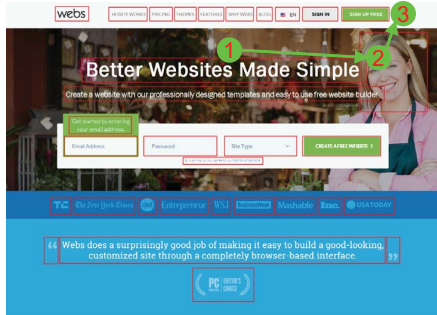 webs
HOW IT WORKS PRICING THEMES FEATURES WHY WEBS BLOG EN SIGN IN SIGN UP FREE
1
2
3
Better Websites Made Simple
Create a website with our professionally designed templates and easy to use free website builder.
Get started by entering
your email address.
Email Address Password Site Type CREATE A FREE WEBSITE
TC The New York Times Entrepreneur WSJ Mashable Inc. USA TODAY
“ Webs does a surprisingly good job of making it easy to build a good-looking,
customized site through a completely browser-based interface. ”
PC EDITORS'
CHOICE